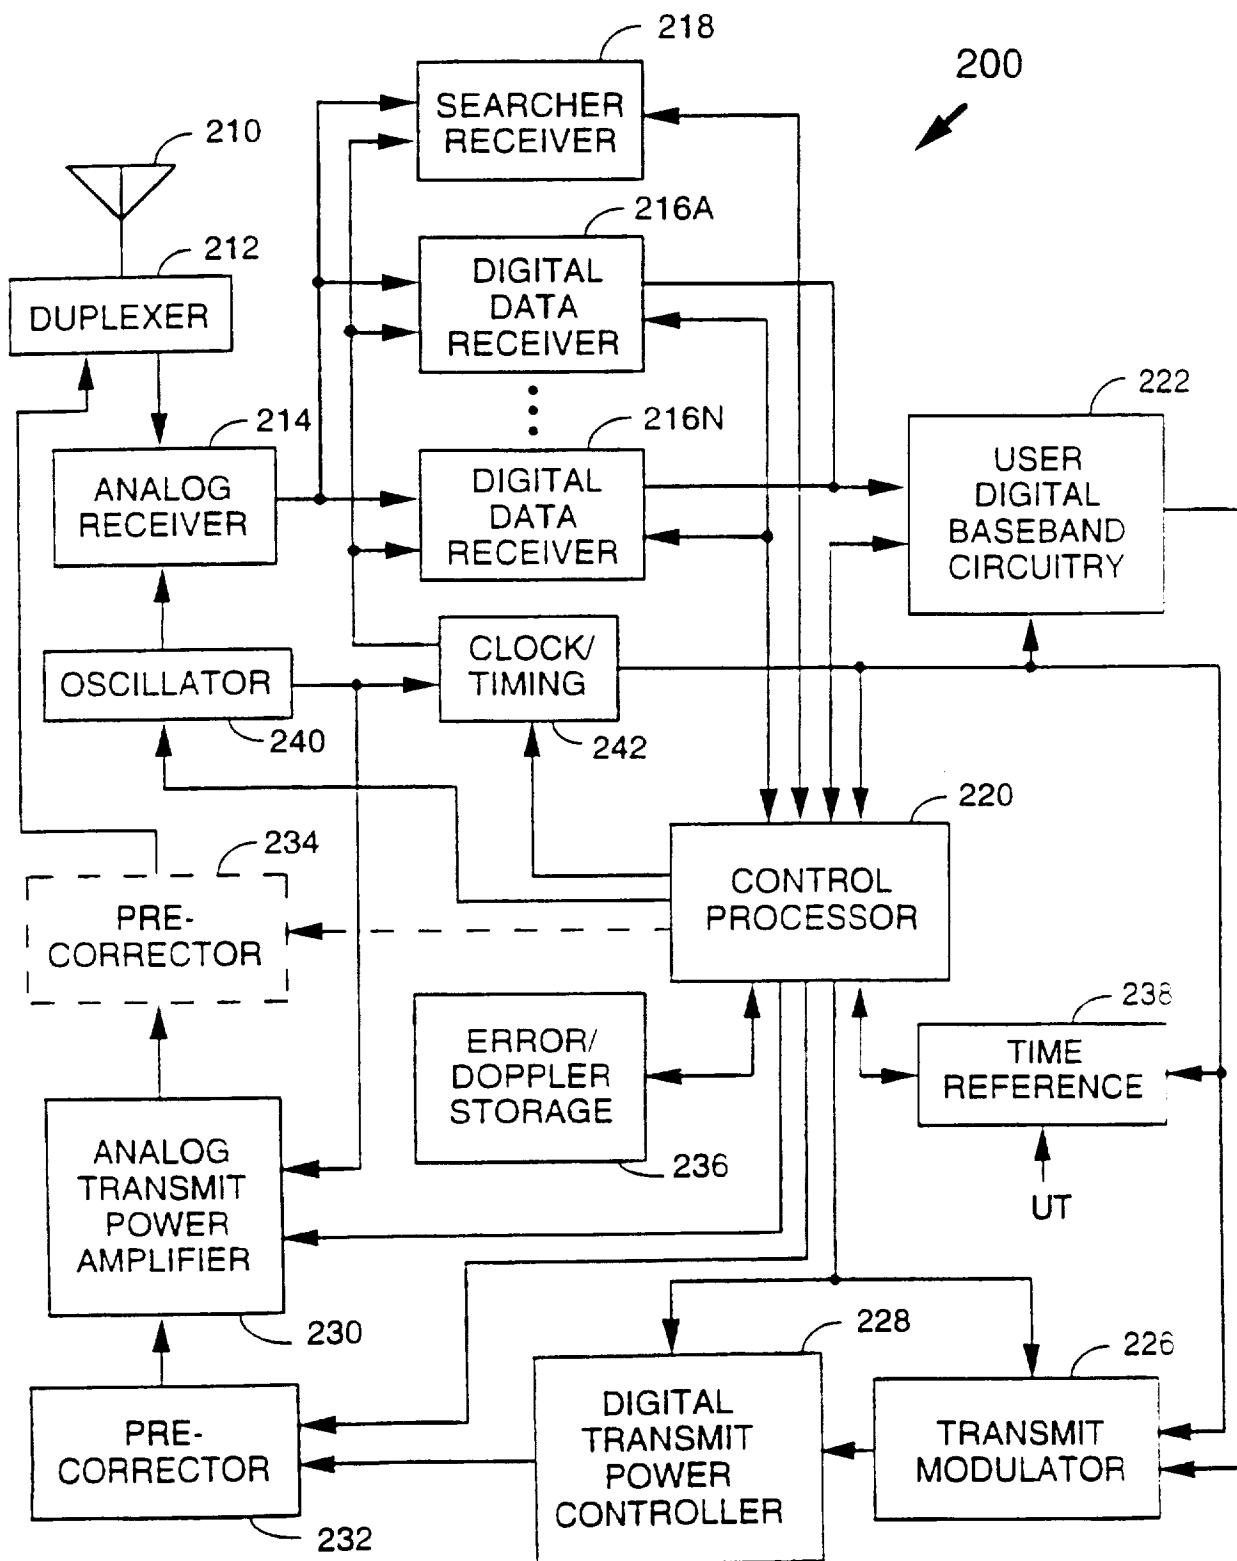 218
200
SEARCHER
RECEIVER
210
216A
212
DIGITAL
DATA
RECEIVER
DUPLEXER
222
214
216N
USER
DIGITAL
BASEBAND
CIRCUITRY
ANALOG
RECEIVER
DIGITAL
DATA
RECEIVER
CLOCK/
TIMING
OSCILLATOR
240
242
220
234
CONTROL
PROCESSOR
PRE-
CORRECTOR
238
ERROR/
DOPPLER
STORAGE
TIME
REFERENCE
236
ANALOG
TRANSMIT
POWER
AMPLIFIER
UT
230
228
226
PRE-
CORRECTOR
DIGITAL
TRANSMIT
POWER
CONTROLLER
TRANSMIT
MODULATOR
232